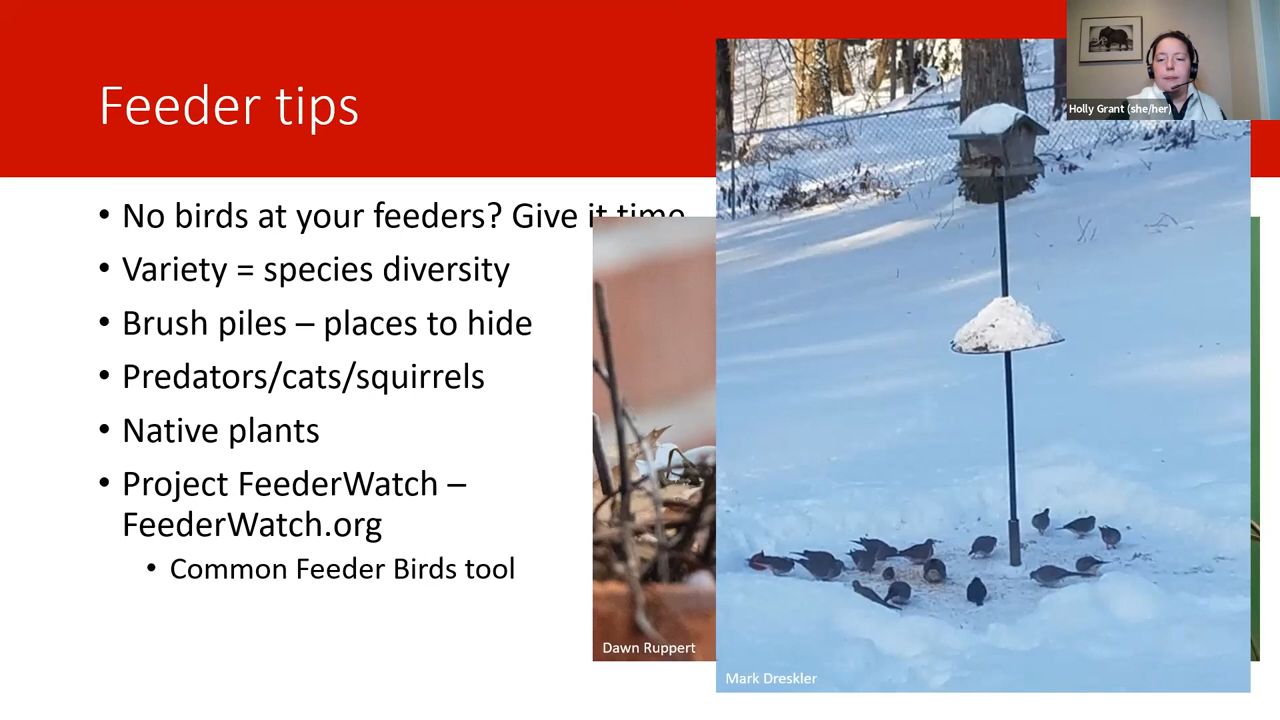 Feeder tips
Holly Grant (she/her)
• No birds at your feeders? Give it time
• Variety = species diversity
• Brush piles – places to hide
• Predators/cats/squirrels
• Native plants
• Project FeederWatch –
FeederWatch.org
• Common Feeder Birds tool
Dawn Ruppert
Mark Dreskler